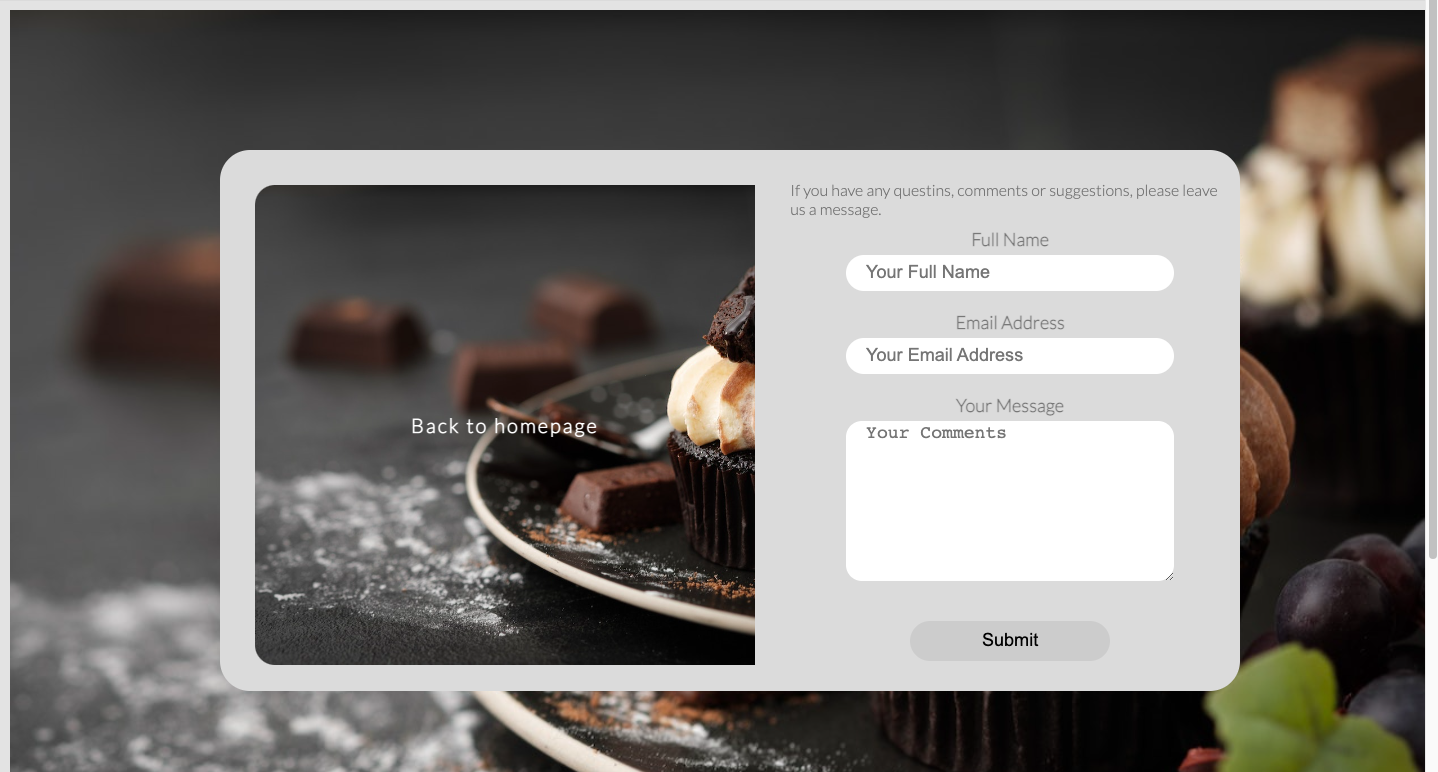 If you have any questins, comments or suggestions, please leave
us a message.
Full Name
Your Full Name
Email Address
Your Email Address
Your Message
Your Comments
Back to homepage
Submit